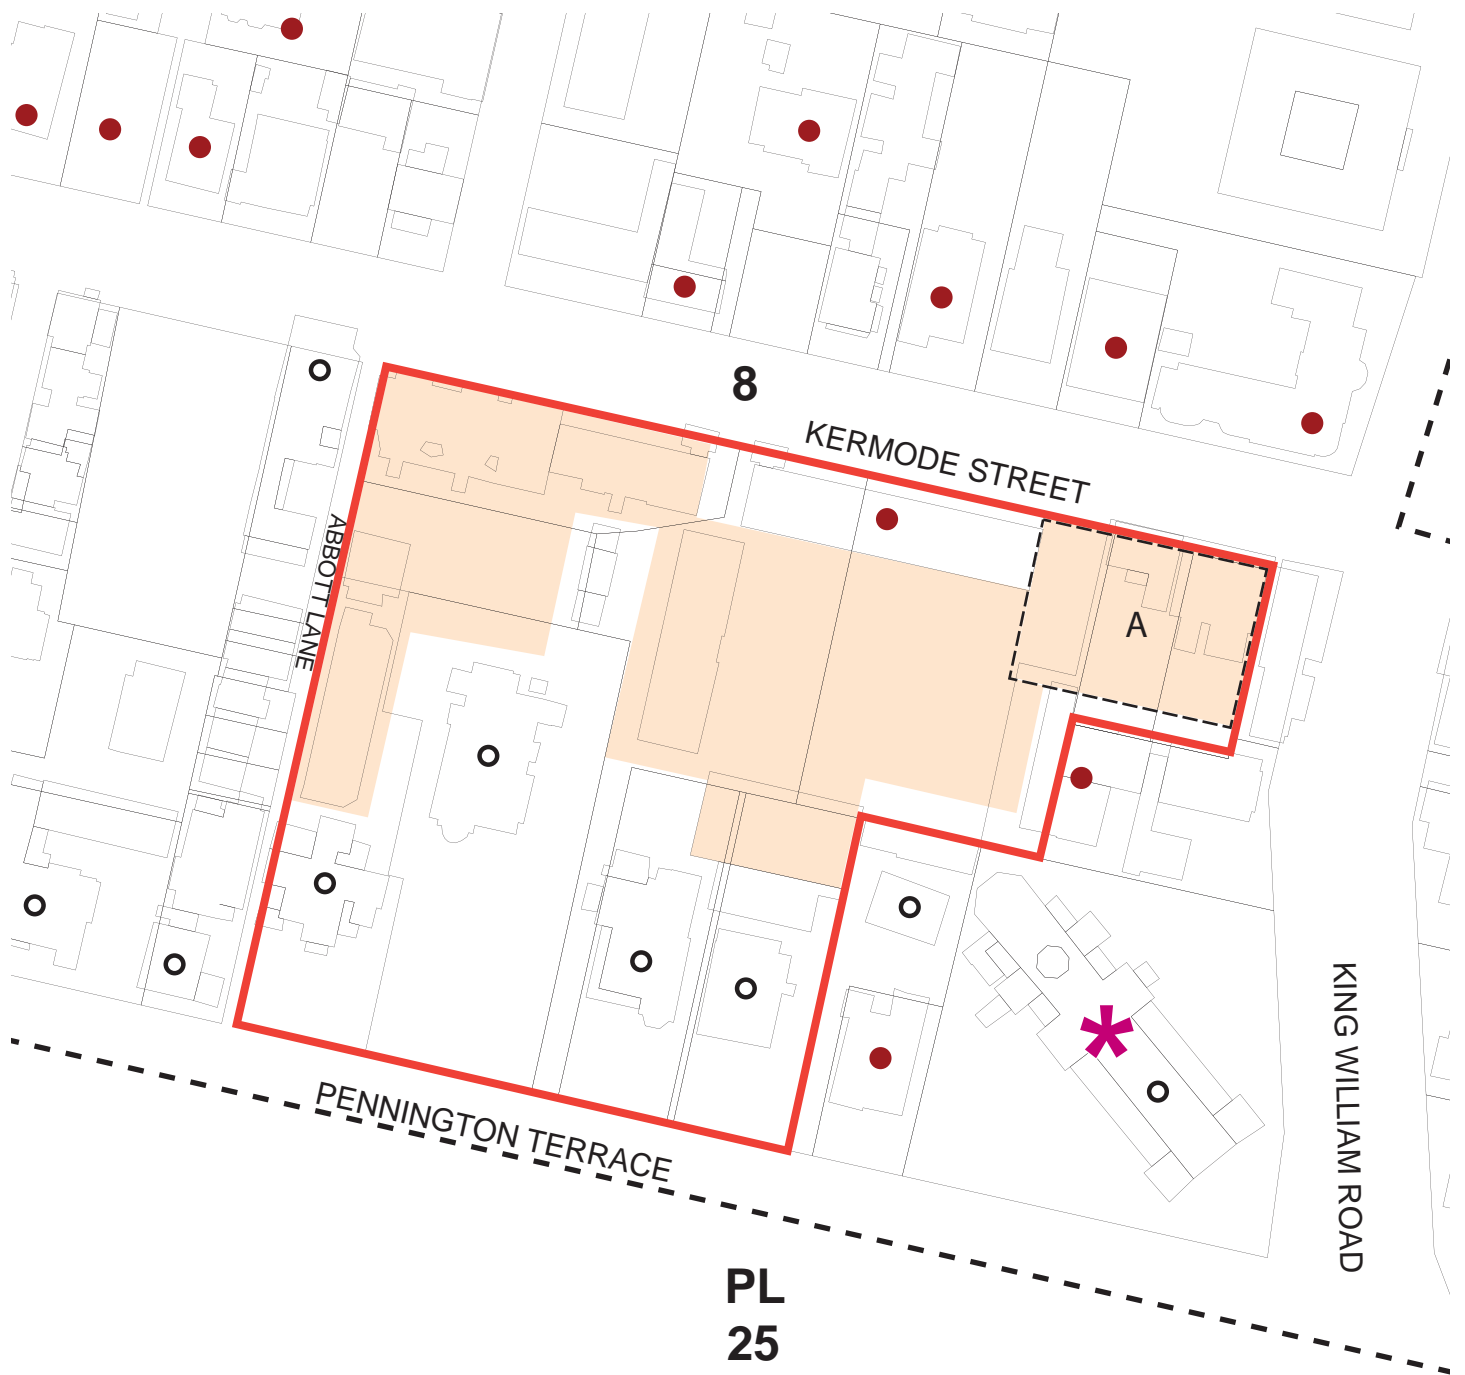 8
KERMODE STREET
ABBOTT LANE
A
KING WILLIAM ROAD
PENNINGTON TERRACE
PL
25